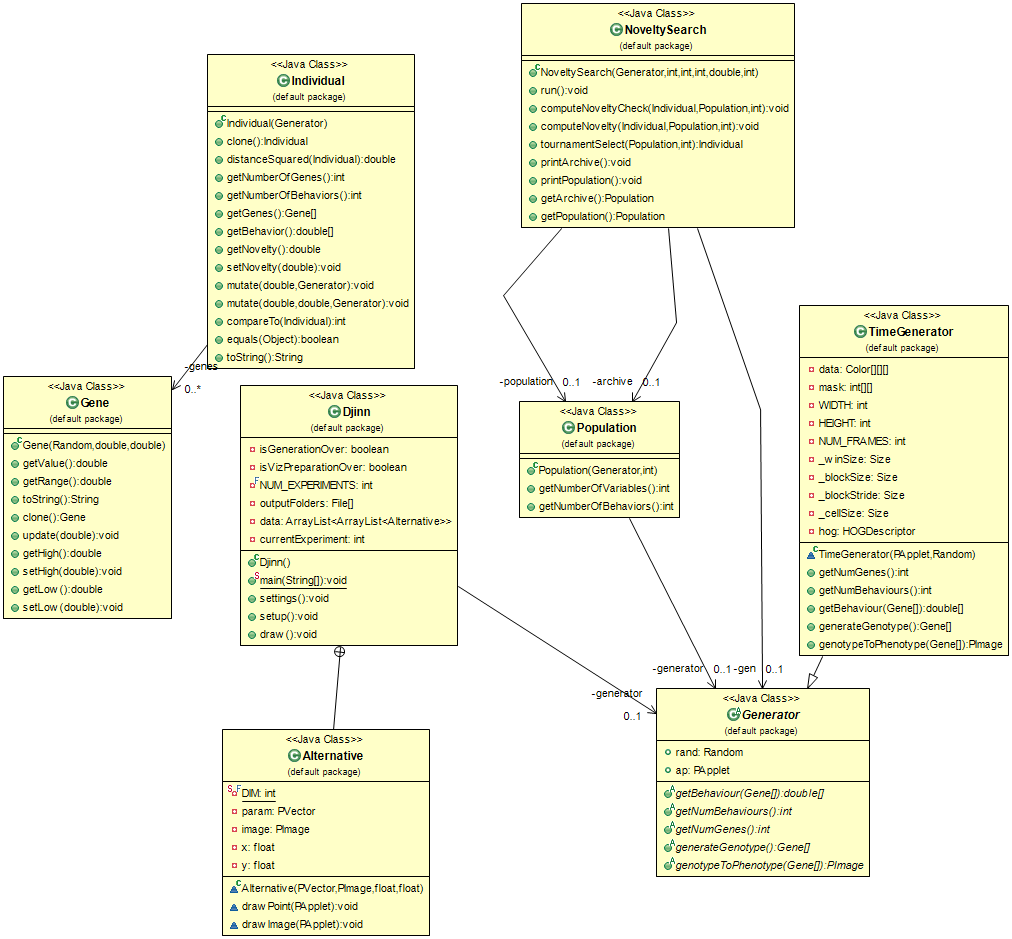 <<Java Class>>
NoveltySearch
(default package)
NoveltySearch(Generator,int,int,int,double,int)
run():void
computeNoveltyCheck(Individual,Population,int):void
computeNovelty(Individual,Population,int):void
tournamentSelect(Population,int):Individual
printArchive():void
printPopulation():void
getArchive():Population
getPopulation():Population
<<Java Class>>
Individual
(default package)
Individual(Generator)
clone():Individual
distanceSquared(Individual):double
getNumberOfGenes():int
getNumberOfBehaviors():int
getGenes():Gene[]
getBehavior():double[]
getNovelty():double
setNovelty(double):void
mutate(double,Generator):void
mutate(double,double,Generator):void
compareTo(Individual):int
equals(Object):boolean
toString():String
-genes
0..*
<<Java Class>>
Gene
(default package)
Gene(Random,double,double)
getValue():double
getRange():double
toString():String
clone():Gene
update(double):void
getHigh():double
setHigh(double):void
getLow():double
setLow(double):void
<<Java Class>>
Djinn
(default package)
isGenerationOver: boolean
isVizPreparationOver: boolean
NUM_EXPERIMENTS: int
outputFolders: File[]
data: ArrayList<ArrayList<Alternative>>
currentExperiment: int
Djinn()
main(String[]):void
settings():void
setup():void
draw():void
-population 0..1
-archive 0..1
<<Java Class>>
Population
(default package)
Population(Generator,int)
getNumberOfVariables():int
getNumberOfBehaviors():int
<<Java Class>>
TimeGenerator
(default package)
data: Color[][][]
mask: int[][]
WIDTH: int
HEIGHT: int
NUM_FRAMES: int
_winSize: Size
_blockSize: Size
_blockStride: Size
_cellSize: Size
hog: HOGDescriptor
TimeGenerator(PApplet,Random)
getNumGenes():int
getNumBehaviours():int
getBehaviour(Gene[]):double[]
generateGenotype():Gene[]
genotypeToPhenotype(Gene[]):PImage
-generator 0..1
-gen 0..1
-generator
0..1
<<Java Class>>
Generator
(default package)
rand: Random
ap: PApplet
getBehaviour(Gene[]):double[]
getNumBehaviours():int
getNumGenes():int
generateGenotype():Gene[]
genotypeToPhenotype(Gene[]):PImage
<<Java Class>>
Alternative
(default package)
DIM: int
param: PVector
image: PImage
x: float
y: float
Alternative(PVector,PImage,float,float)
drawPoint(PApplet):void
drawImage(PApplet):void